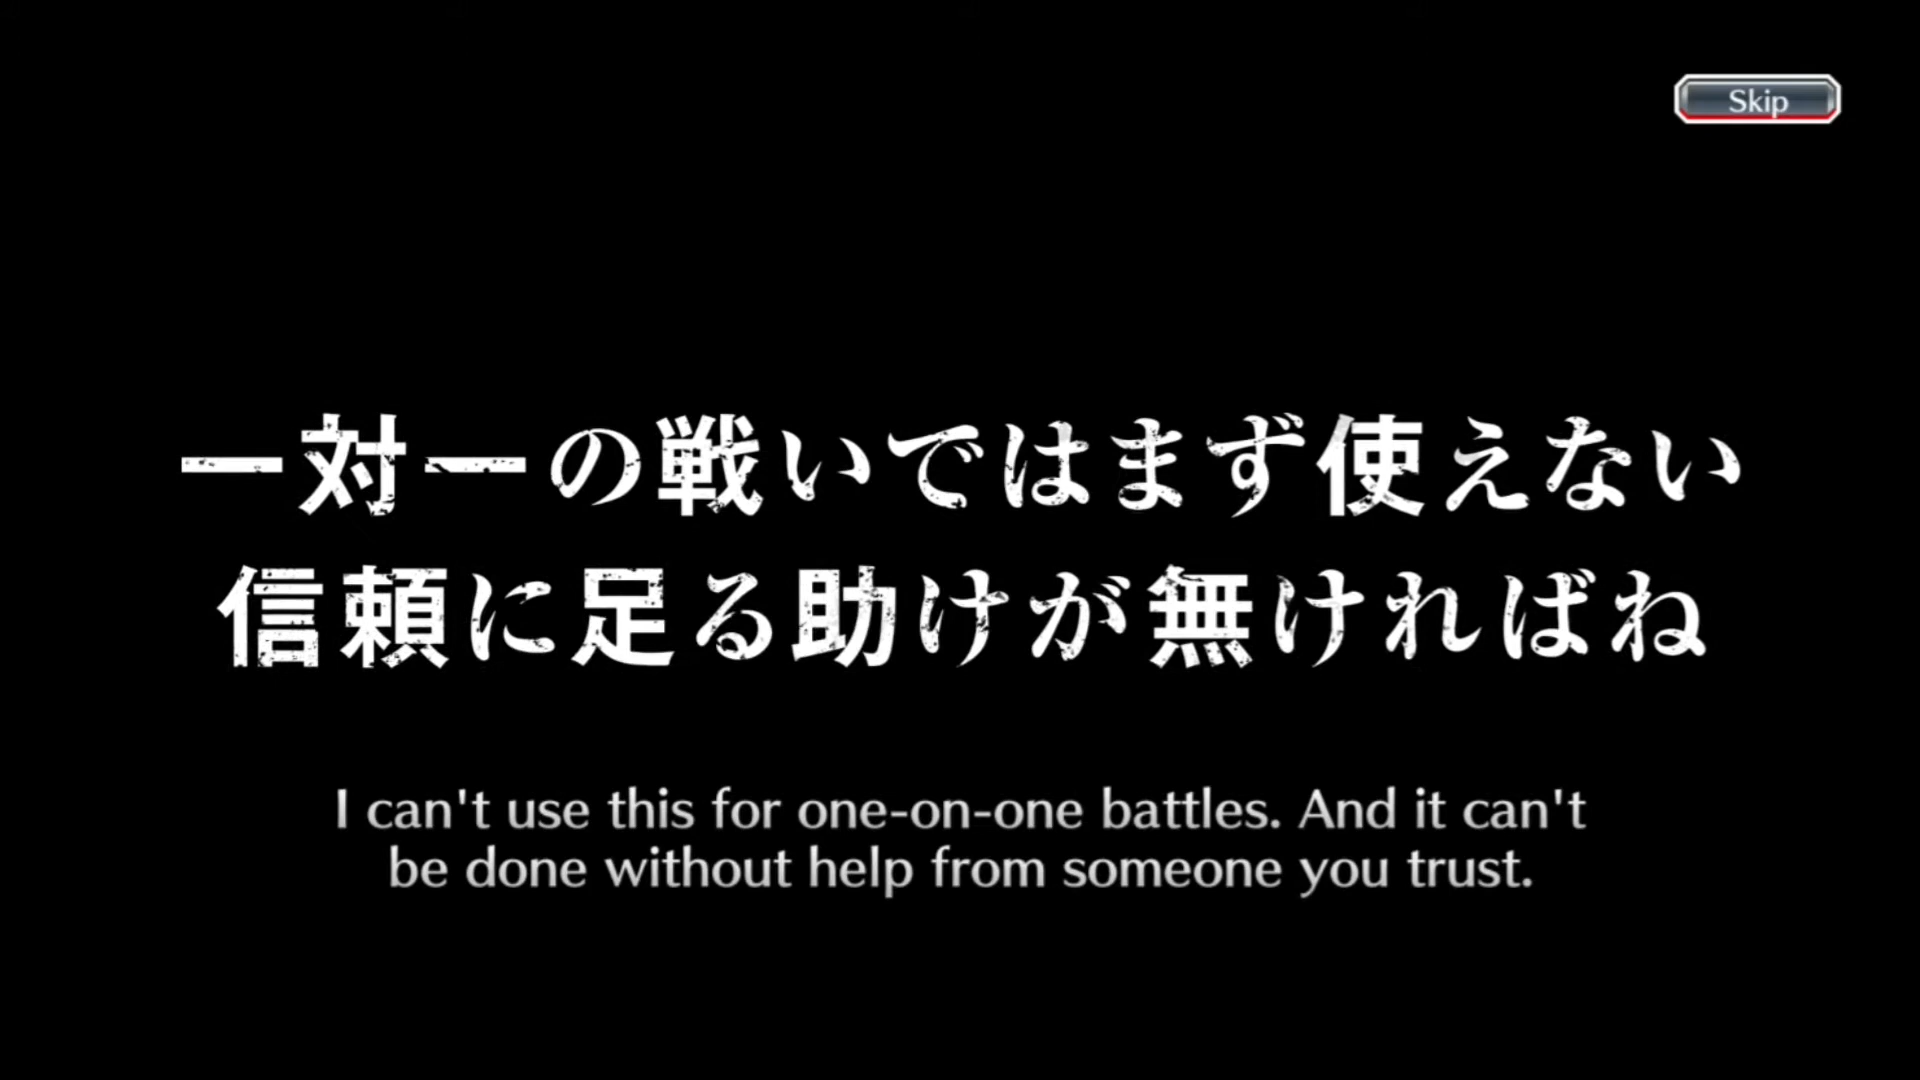 Skip
一対一の戦いではまず使えない
信頼に足る助けが無ければね
I can't use this for one-on-one battles. And it can't
be done without help from someone you trust.